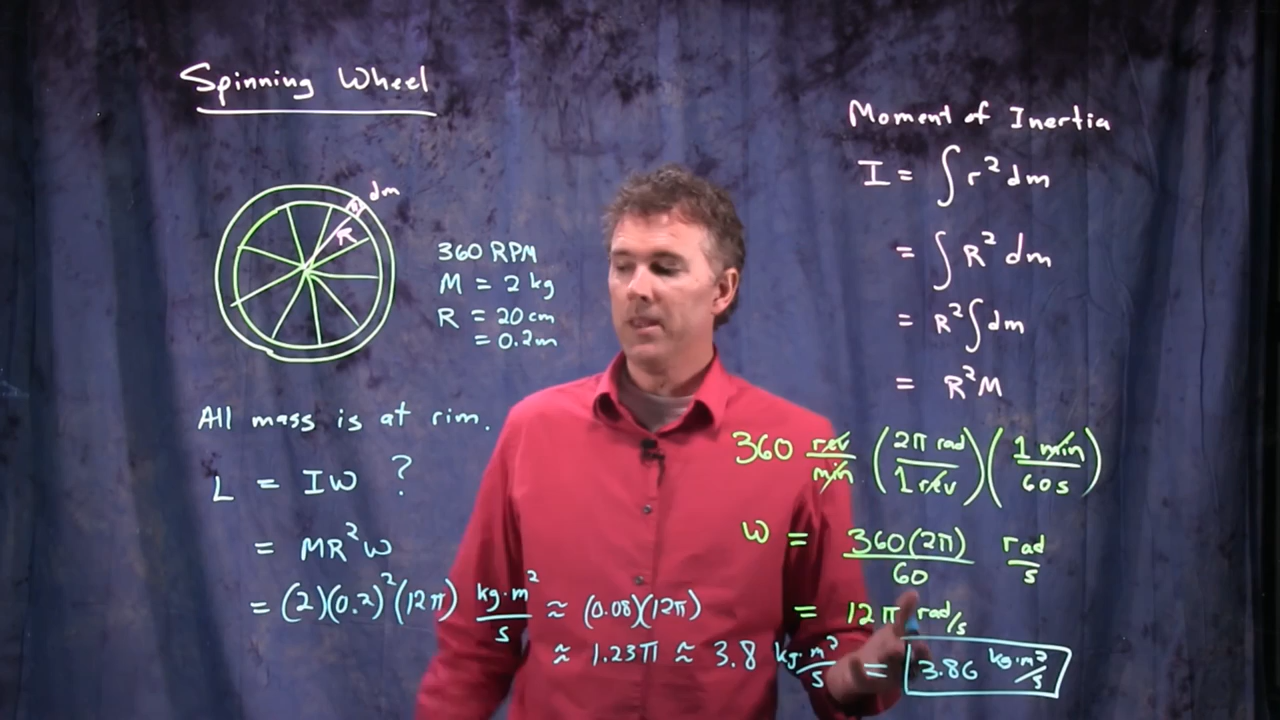 Spinning Wheel
dm
R
360 RPM
M = 2 kg
R = 20 cm
= 0.2 m
All mass is at rim.
L = Iω ?
= MR²ω
= (2)(0.2)²(12π) kg·m²/s ≈ (0.08)(12π)
≈ 1.23π ≈ 3.8 kg·m²/s = 3.86 kg·m²/s
Moment of Inertia
I = ∫ r² dm
= ∫ R² dm
= R² ∫ dm
= R²M
360 rev/min (2π rad/1 rev)(1 min/60 s)
ω = 360(2π)/60 rad/s
= 12π rad/s